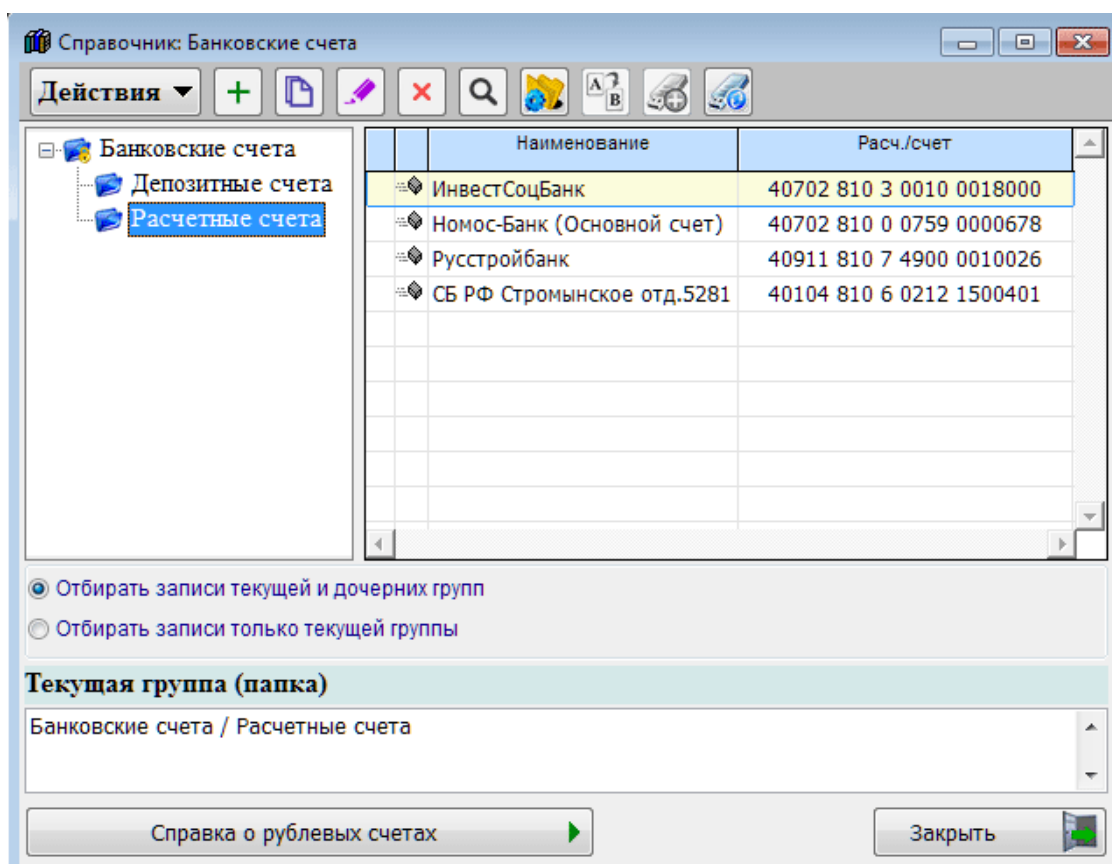 Справочник: Банковские счета
Действия
Банковские счета
Депозитные счета
Расчетные счета
Наименование Расч./счет
ИнвестСоцБанк 40702 810 3 0010 0018000
Номос-Банк (Основной счет) 40702 810 0 0759 0000678
Русстройбанк 40911 810 7 4900 0010026
СБ РФ Стромынское отд.5281 40104 810 6 0212 1500401
Отбирать записи текущей и дочерних групп
Отбирать записи только текущей группы
Текущая группа (папка)
Банковские счета / Расчетные счета
Справка о рублевых счетах
Закрыть